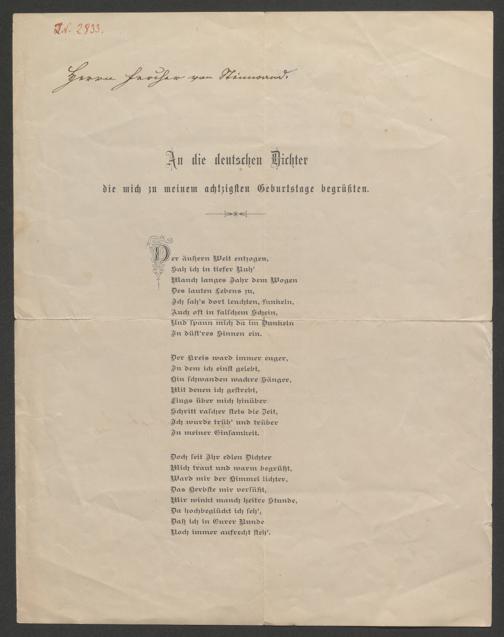 I.N. 2833.
Herrn Fercher von Steinwand.
An die deutschen Dichter
die mich zu meinem achtzigsten Geburtstage begrüßten.
Der äußern Welt entzogen,
Sah ich in tiefer Ruh'
Manch langes Jahr dem Wogen
Des lauten Lebens zu,
Ich sah's dort leuchten, funkeln,
Auch oft in falschem Schein,
Und spann mich da im Dunkeln
In düst'res Sinnen ein.
Der Kreis ward immer enger,
In dem ich einst gelebt,
Hin schwanden wackre Sänger,
Mit denen ich gestrebt,
Flugs über mich hinüber
Schritt rascher stets die Zeit,
Ich wurde trüb' und trüber
In meiner Einsamkeit.
Doch seit Ihr edlen Dichter
Mich traut und warm begrüßt,
Ward mir der Himmel lichter,
Das Herbste mir versüßt,
Mir winkt manch heitre Stunde,
Da hochbeglückt ich seh',
Daß ich in Eurer Runde
Noch immer aufrecht steh'.